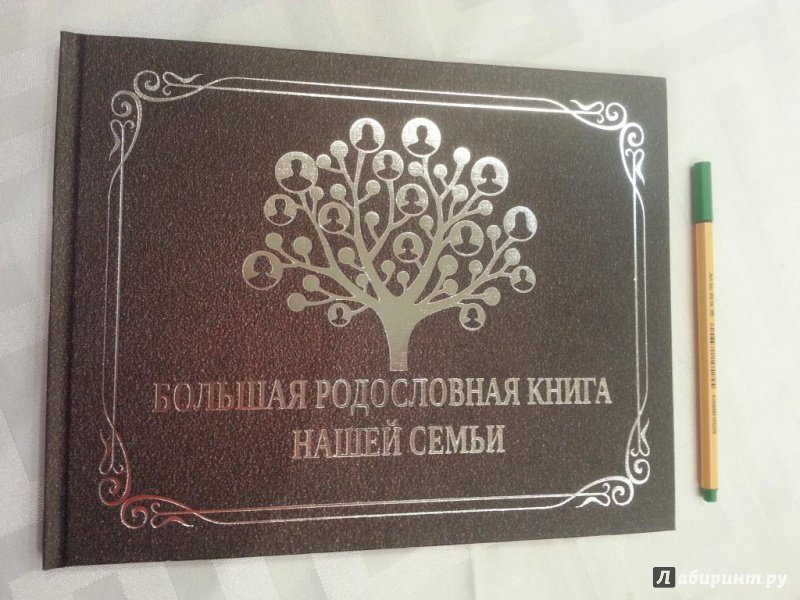 БОЛЬШАЯ РОДОСЛОВНАЯ КНИГА
НАШЕЙ СЕМЬИ
Лабиринт.ру